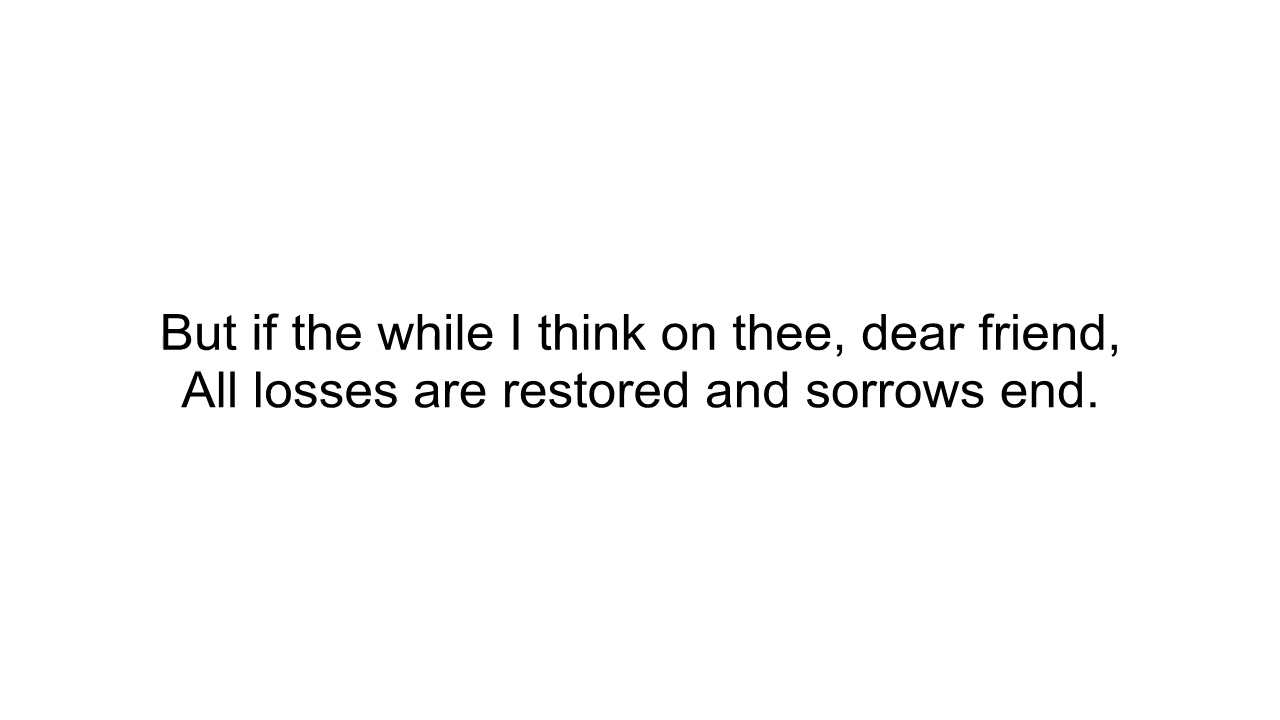 But if the while I think on thee, dear friend,
All losses are restored and sorrows end.